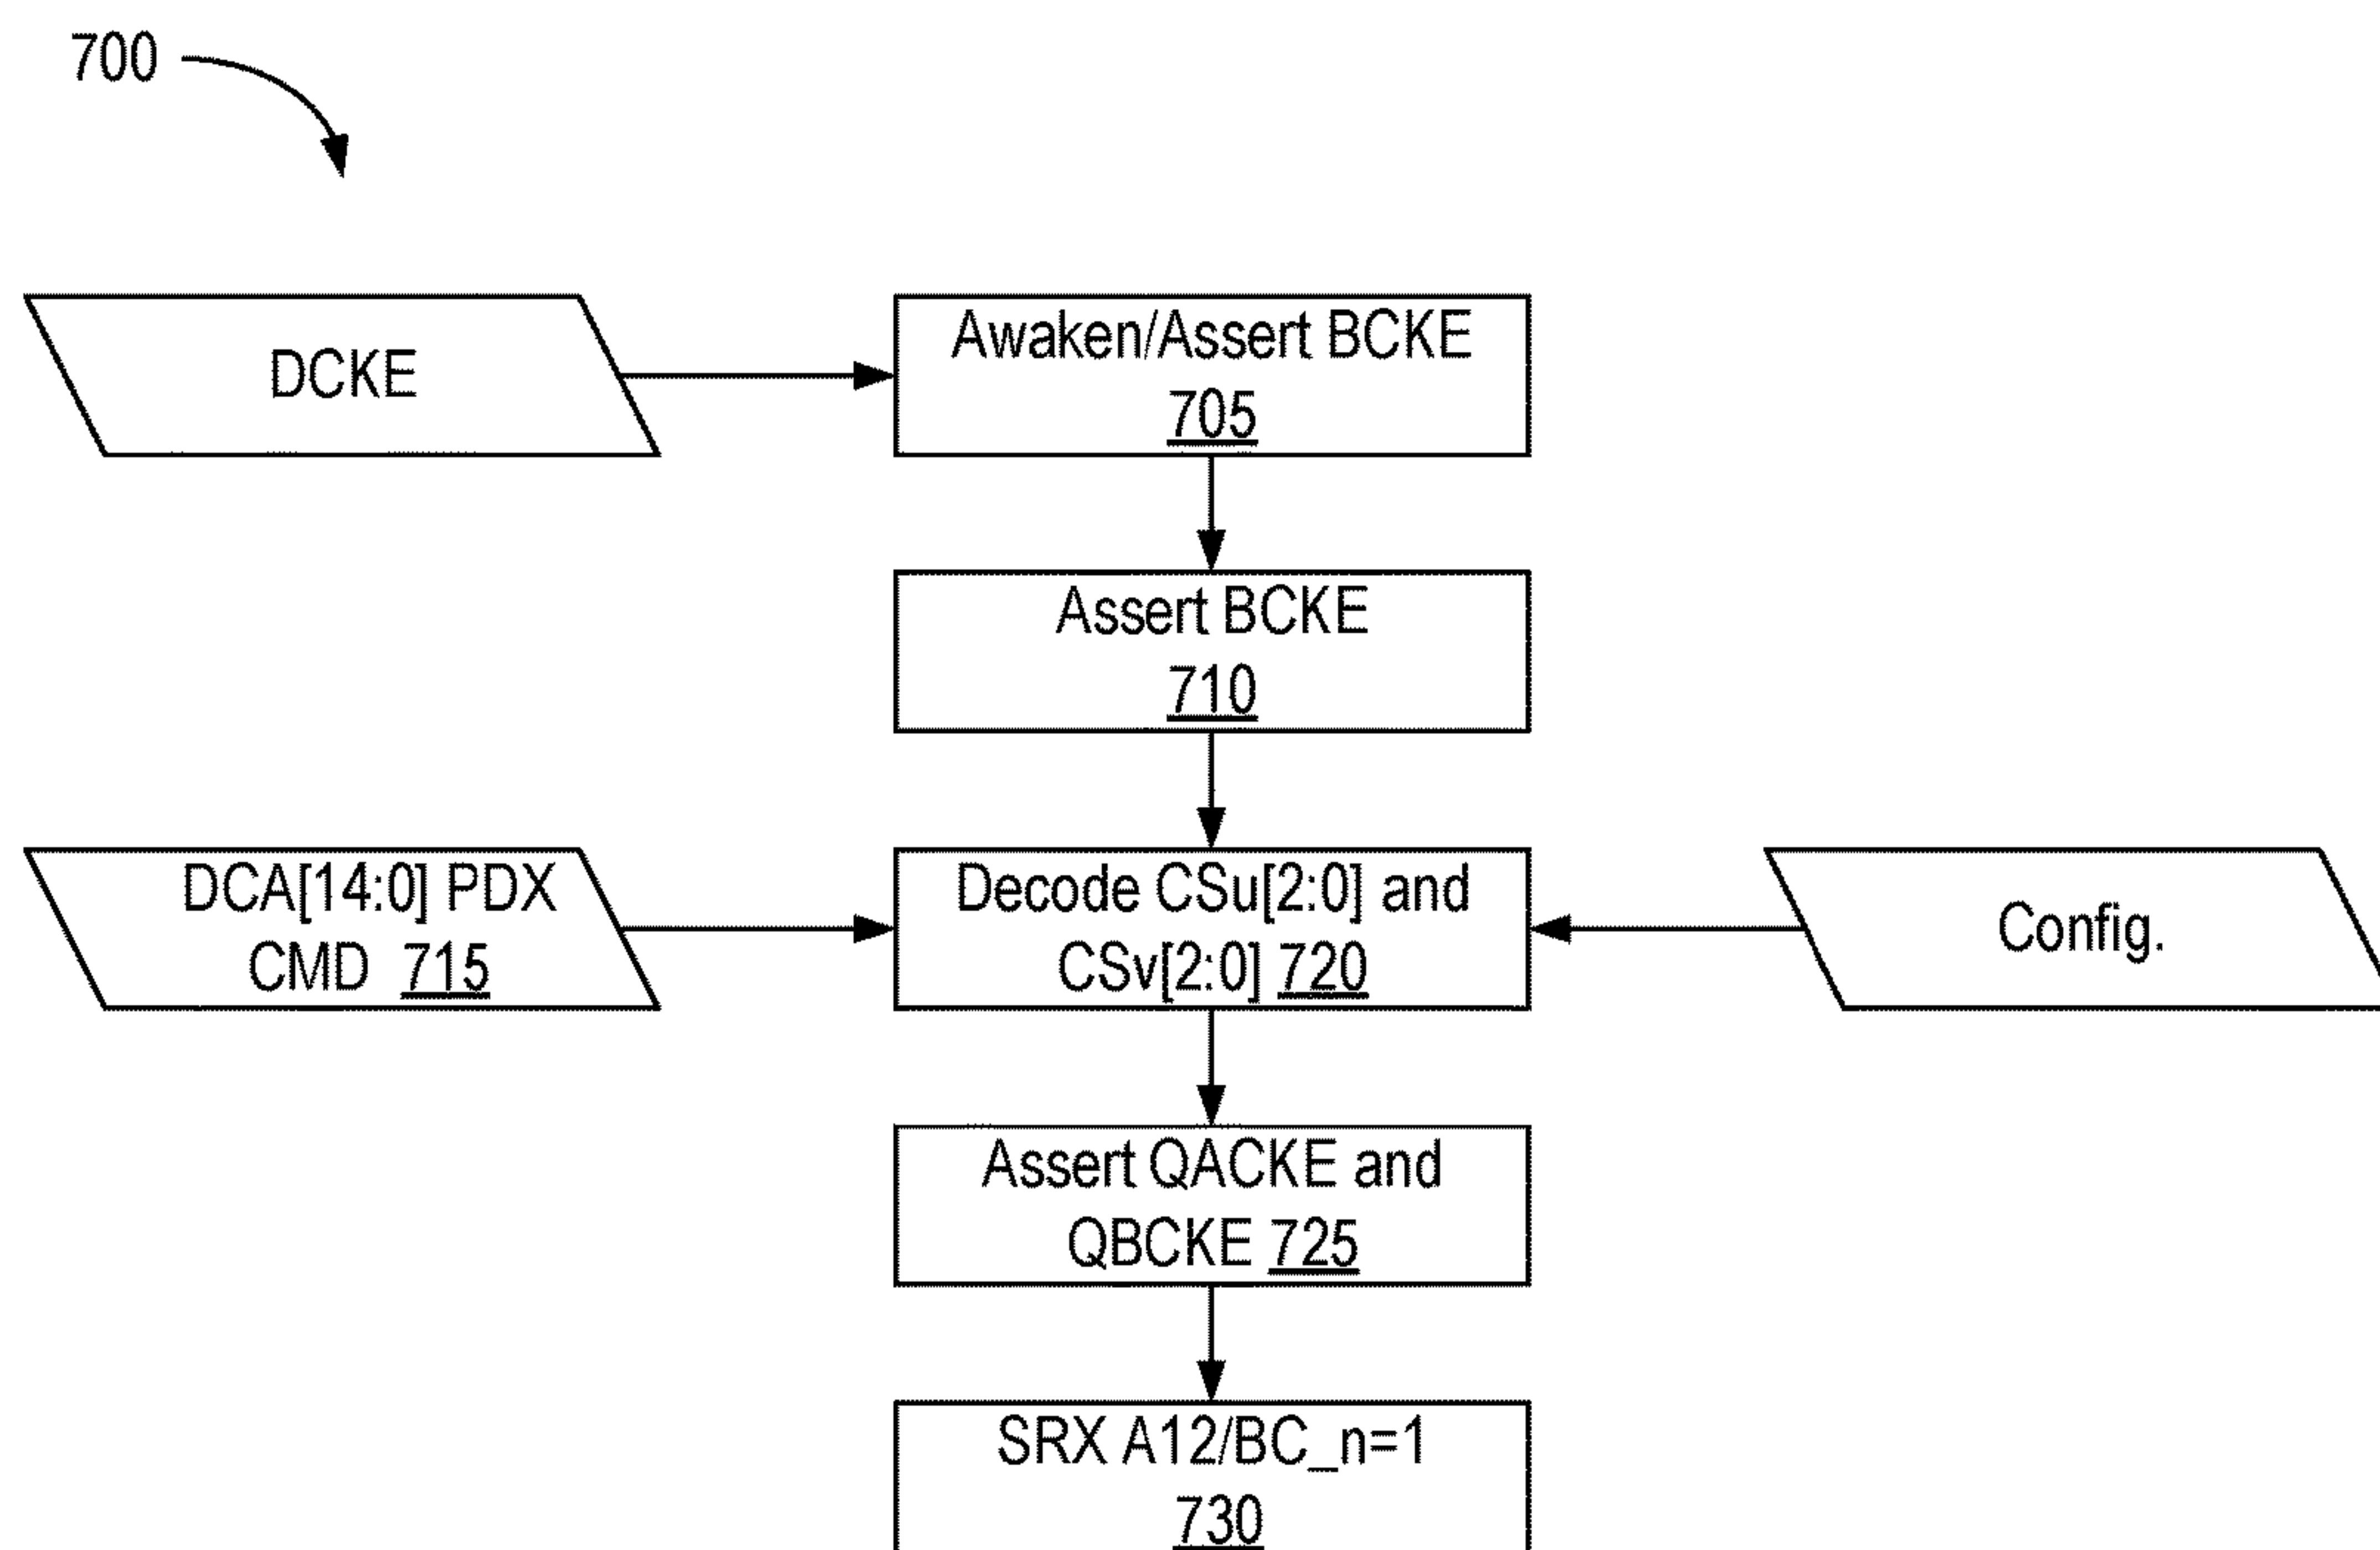 700
DCKE
Awaken/Assert BCKE
705
Assert BCKE
710
DCA[14:0] PDX
CMD 715
Decode CSu[2:0] and
CSv[2:0] 720
Config.
Assert QACKE and
QBCKE 725
SRX A12/BC_n=1
730